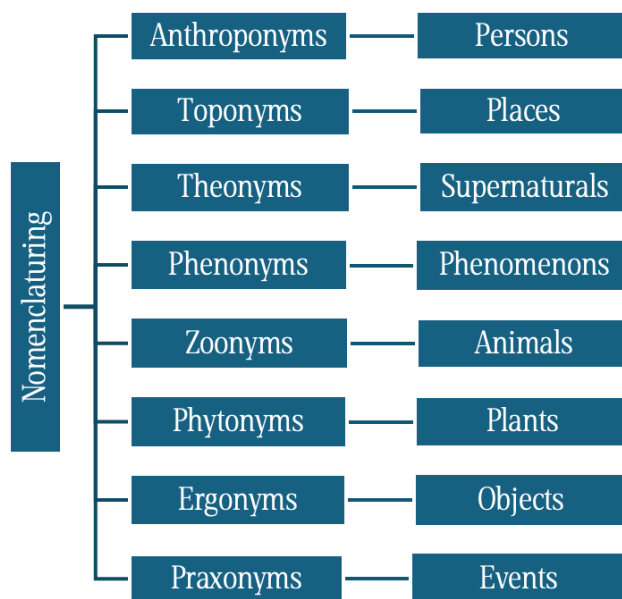 Nomenclaturing
Anthroponyms
Persons
Toponyms
Places
Theonyms
Supernaturals
Phenonyms
Phenomenons
Zoonyms
Animals
Phytonyms
Plants
Ergonyms
Objects
Praxonyms
Events